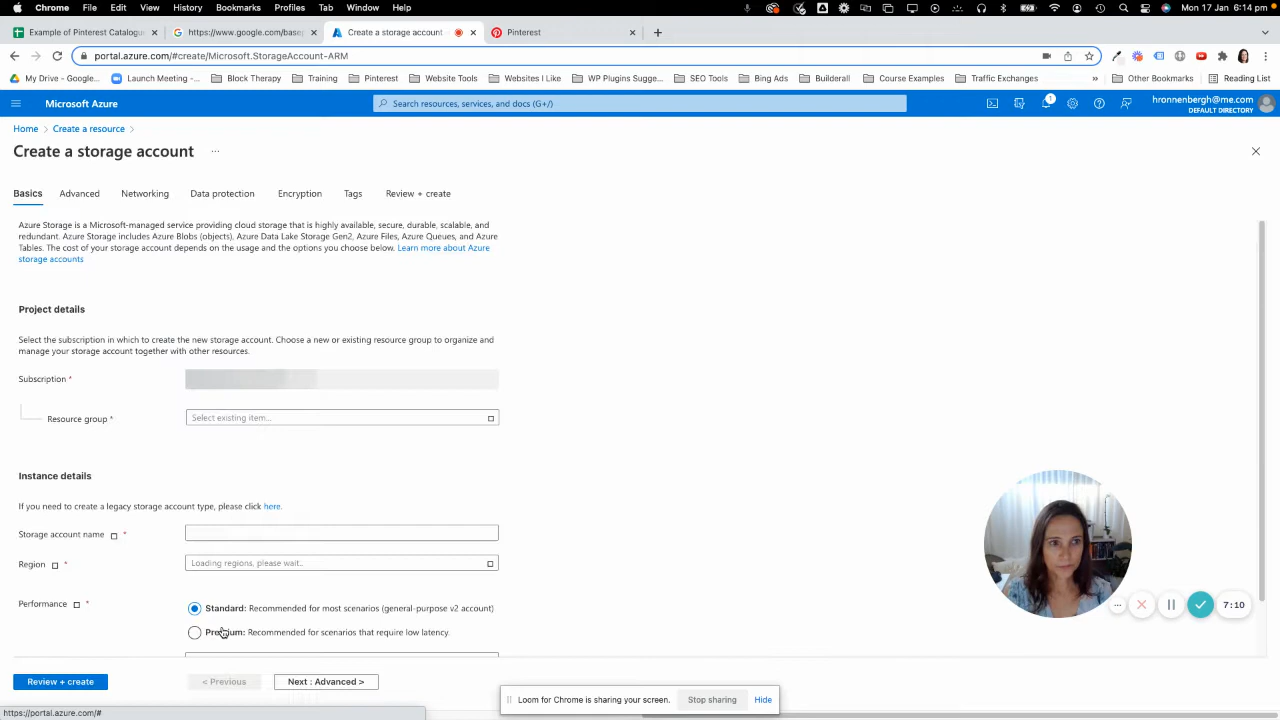 Chrome File Edit View History Bookmarks Profiles Tab Window Help Mon 17 Jan 6:14 pm
Example of Pinterest Catalogu https://www.google.com/base Create a storage account Pinterest
portal.azure.com/#create/Microsoft.StorageAccount-ARM
My Drive - Google... Launch Meeting -... Block Therapy Training Pinterest Website Tools Websites I Like WP Plugins Sugge... SEO Tools Bing Ads Builderall Course Examples Traffic Exchanges » Other Bookmarks Reading List
Microsoft Azure Search resources, services, and docs (G+/) 1 hronnenbergh@me.com
DEFAULT DIRECTORY
Home > Create a resource >
Create a storage account ...
Basics Advanced Networking Data protection Encryption Tags Review + create
Azure Storage is a Microsoft-managed service providing cloud storage that is highly available, secure, durable, scalable, and
redundant. Azure Storage includes Azure Blobs (objects), Azure Data Lake Storage Gen2, Azure Files, Azure Queues, and Azure
Tables. The cost of your storage account depends on the usage and the options you choose below. Learn more about Azure
storage accounts
Project details
Select the subscription in which to create the new storage account. Choose a new or existing resource group to organize and
manage your storage account together with other resources.
Subscription *
Resource group * Select existing item...
Instance details
If you need to create a legacy storage account type, please click here.
Storage account name *
Region * Loading regions, please wait..
Performance * Standard: Recommended for most scenarios (general-purpose v2 account)
Premium: Recommended for scenarios that require low latency.
... 7:10
Review + create < Previous Next : Advanced >
Loom for Chrome is sharing your screen. Stop sharing Hide
https://portal.azure.com/#